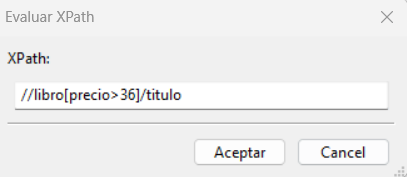 Evaluar XPath
XPath:
//libro[precio>36]/titulo
Aceptar
Cancel